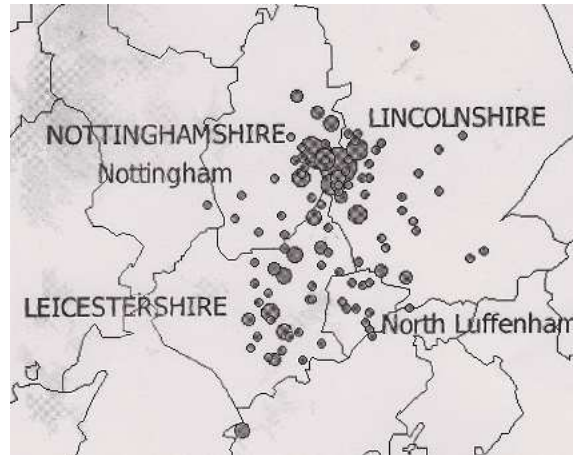 LINCOLNSHIRE
NOTTINGHAMSHIRE
Nottingham
LEICESTERSHIRE
North Luffenham